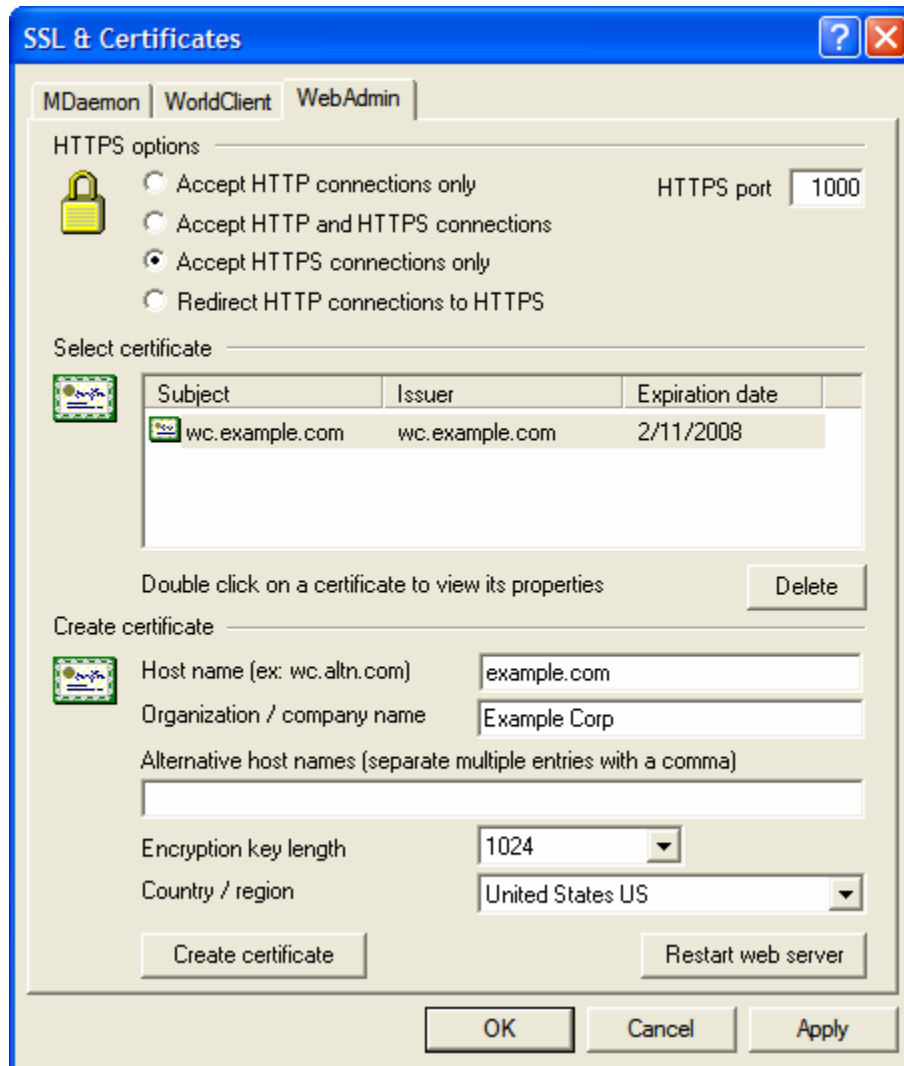 SSL & Certificates
MDaemon WorldClient WebAdmin
HTTPS options
Accept HTTP connections only HTTPS port 1000
Accept HTTP and HTTPS connections
Accept HTTPS connections only
Redirect HTTP connections to HTTPS
Select certificate
Subject Issuer Expiration date
wc.example.com wc.example.com 2/11/2008
Double click on a certificate to view its properties Delete
Create certificate
Host name (ex: wc.altn.com) example.com
Organization / company name Example Corp
Alternative host names (separate multiple entries with a comma)
Encryption key length 1024
Country / region United States US
Create certificate Restart web server
OK Cancel Apply